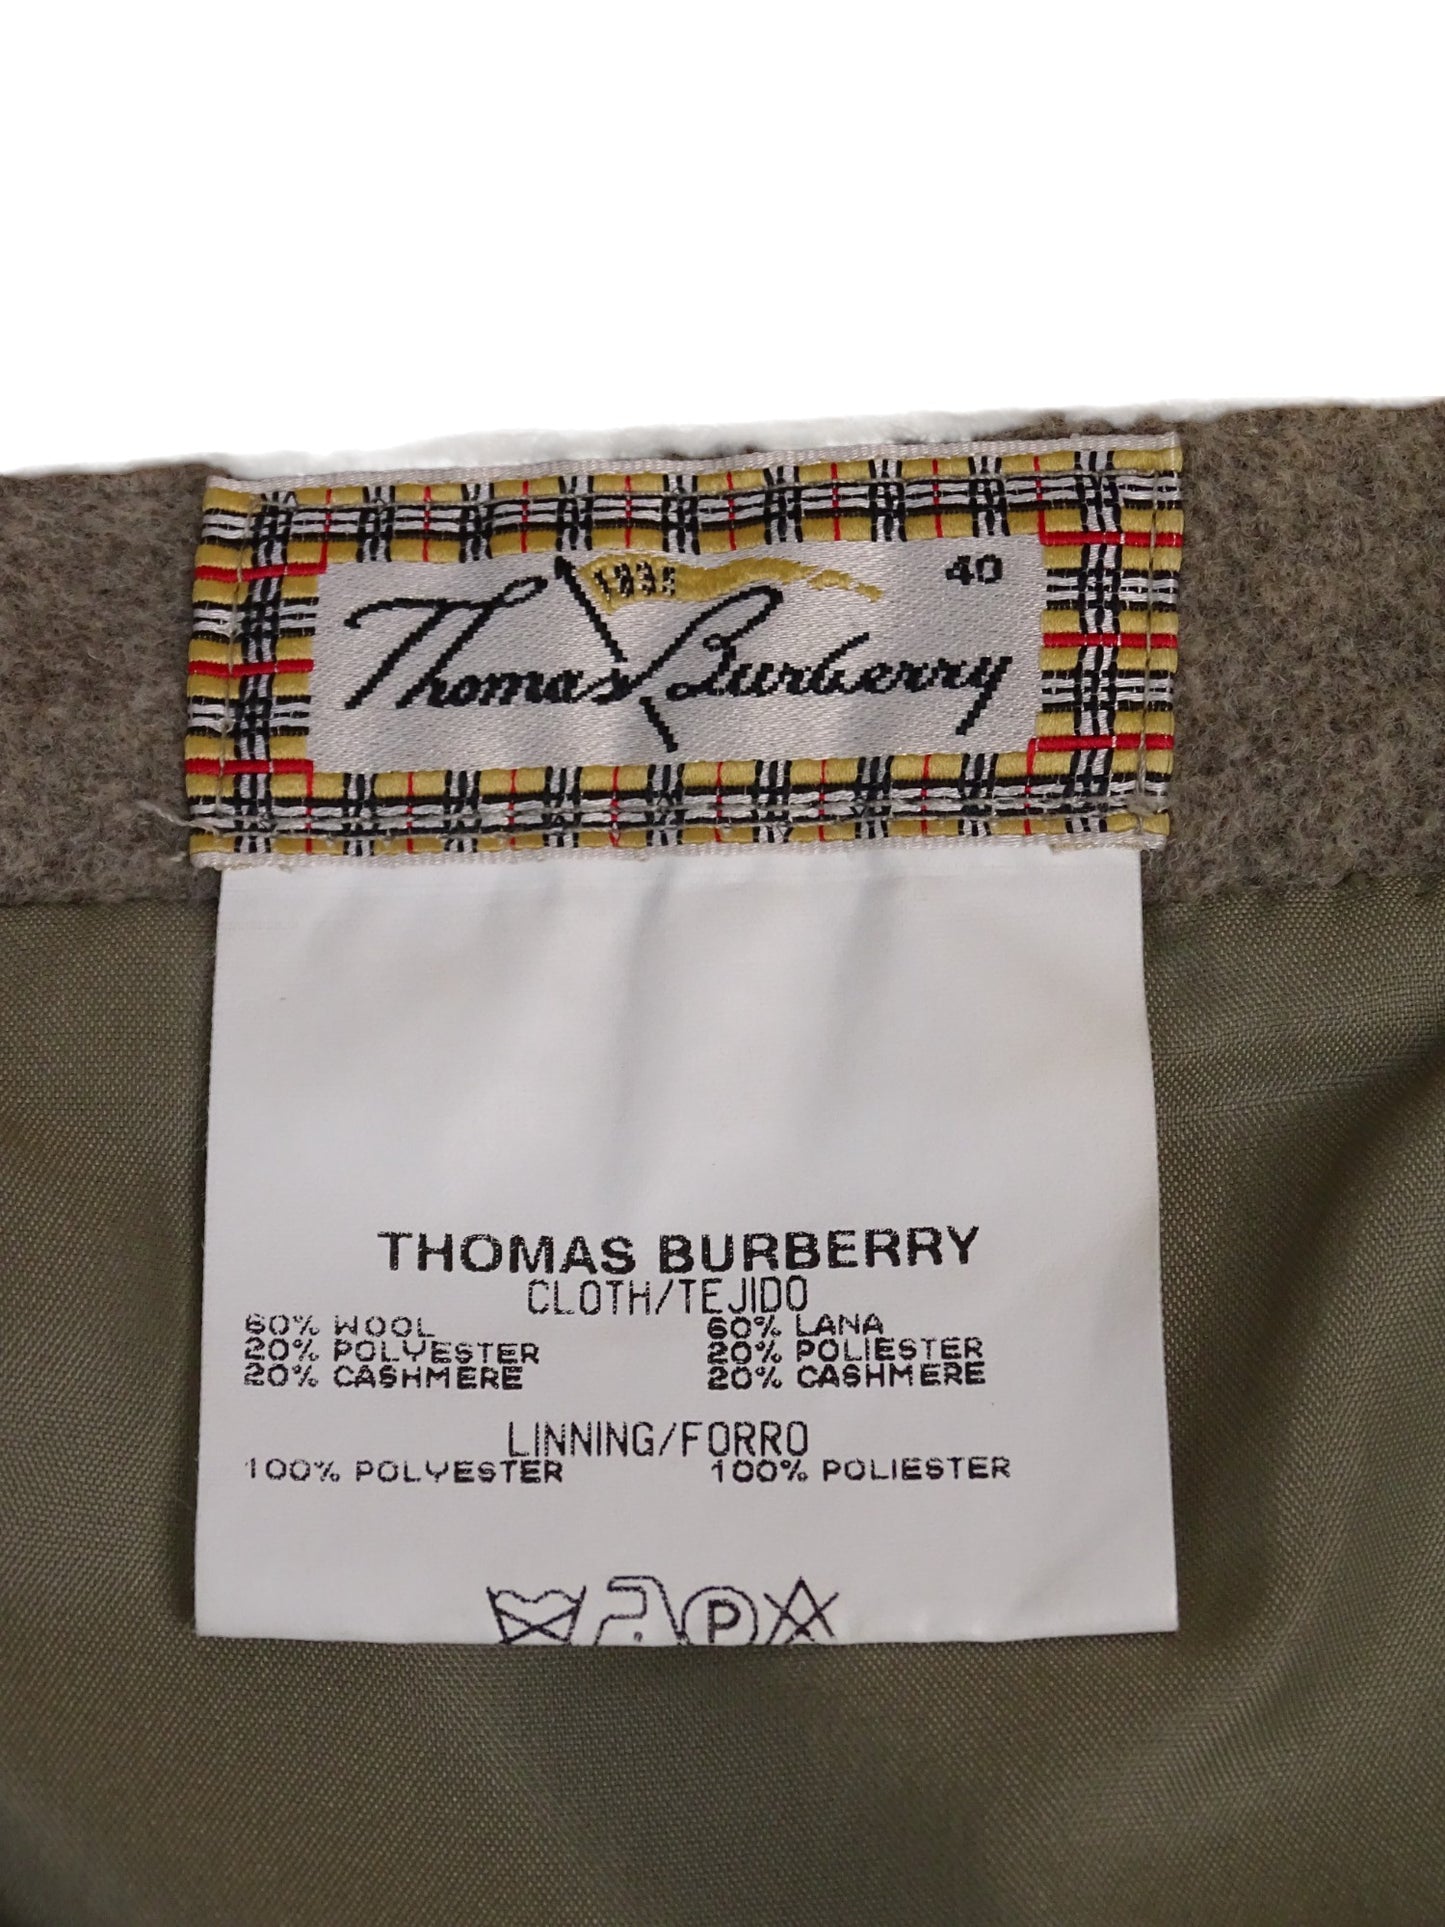 1835
40
Thomas Burberry
THOMAS BURBERRY
CLOTH/TEJIDO
60% WOOL 60% LANA
20% POLYESTER 20% POLIESTER
20% CASHMERE 20% CASHMERE
LINNING/FORRO
100% POLYESTER 100% POLIESTER
P